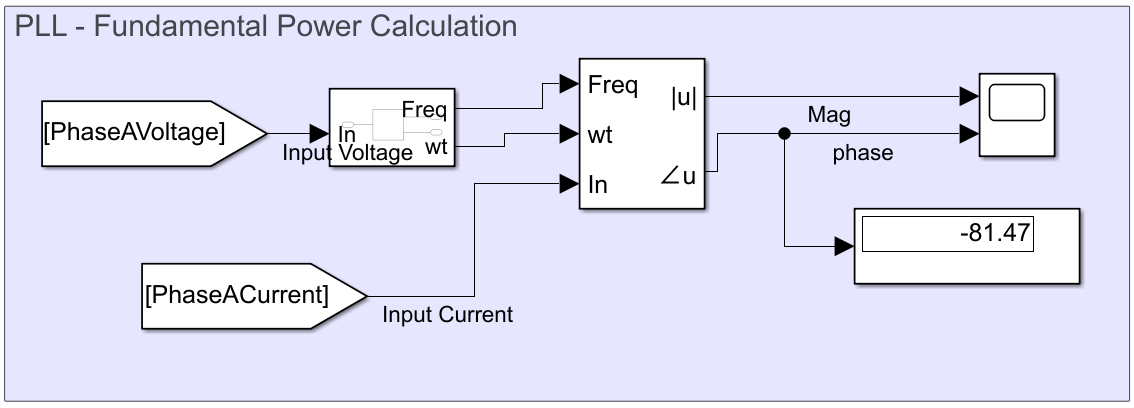 PLL - Fundamental Power Calculation
[PhaseAVoltage]
Input Voltage
In
Freq
wt
Freq
wt
In
|u|
∠u
Mag
phase
-81.47
[PhaseACurrent]
Input Current